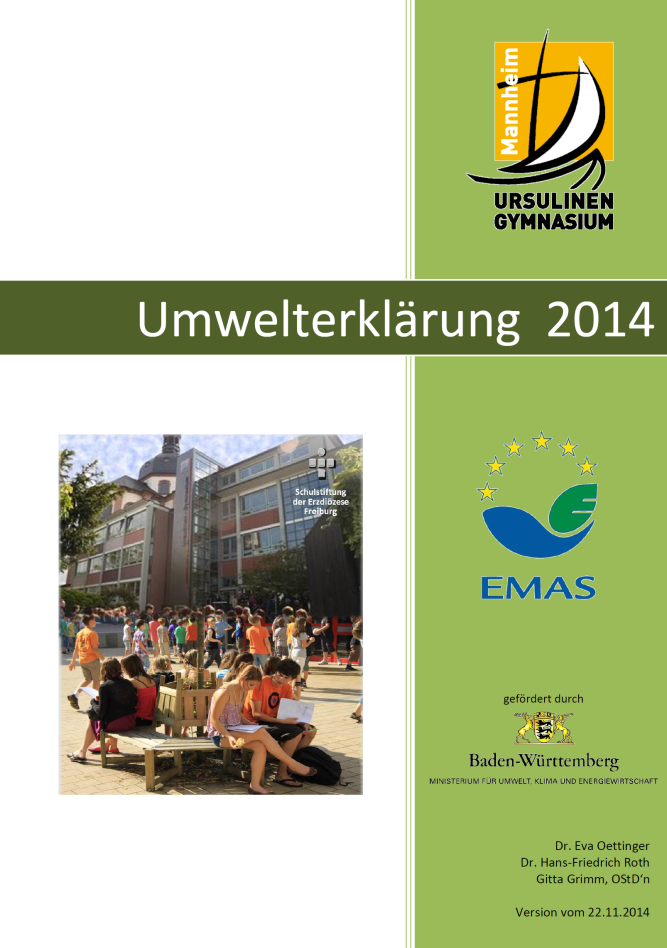 Mannheim
URSULINEN
GYMNASIUM
Umwelterklärung 2014
Schulstiftung
der Erzdiözese
Freiburg
EMAS
gefördert durch
Baden-Württemberg
MINISTERIUM FÜR UMWELT, KLIMA UND ENERGIEWIRTSCHAFT
Dr. Eva Oettinger
Dr. Hans-Friedrich Roth
Gitta Grimm, OStD‘n
Version vom 22.11.2014